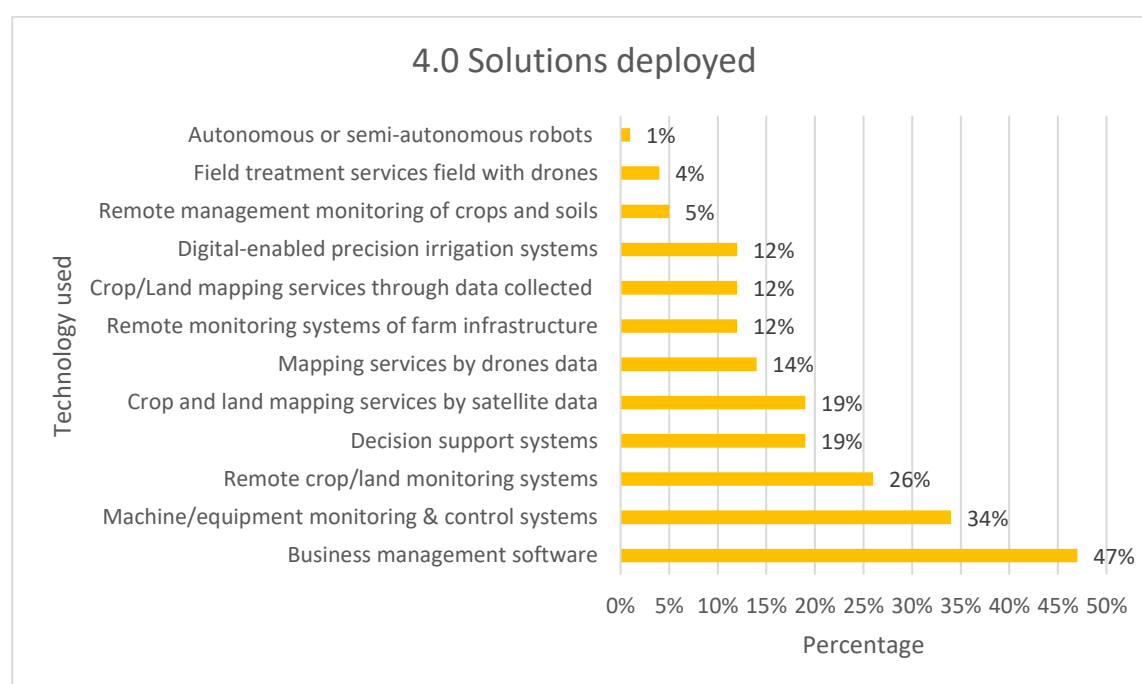 4.0 Solutions deployed
Technology used
Autonomous or semi-autonomous robots 1%
Field treatment services field with drones 4%
Remote management monitoring of crops and soils 5%
Digital-enabled precision irrigation systems 12%
Crop/Land mapping services through data collected 12%
Remote monitoring systems of farm infrastructure 12%
Mapping services by drones data 14%
Crop and land mapping services by satellite data 19%
Decision support systems 19%
Remote crop/land monitoring systems 26%
Machine/equipment monitoring & control systems 34%
Business management software 47%
0% 5% 10% 15% 20% 25% 30% 35% 40% 45% 50%
Percentage